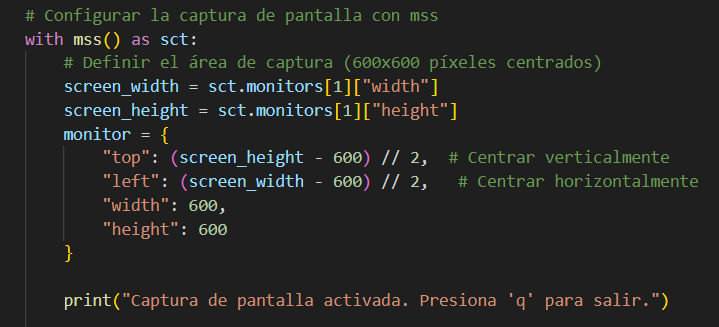 # Configurar la captura de pantalla con mss
with mss() as sct:
    # Definir el área de captura (600x600 píxeles centrados)
    screen_width = sct.monitors[1]["width"]
    screen_height = sct.monitors[1]["height"]
    monitor = {
        "top": (screen_height - 600) // 2,  # Centrar verticalmente
        "left": (screen_width - 600) // 2,   # Centrar horizontalmente
        "width": 600,
        "height": 600
    }

    print("Captura de pantalla activada. Presiona 'q' para salir.")